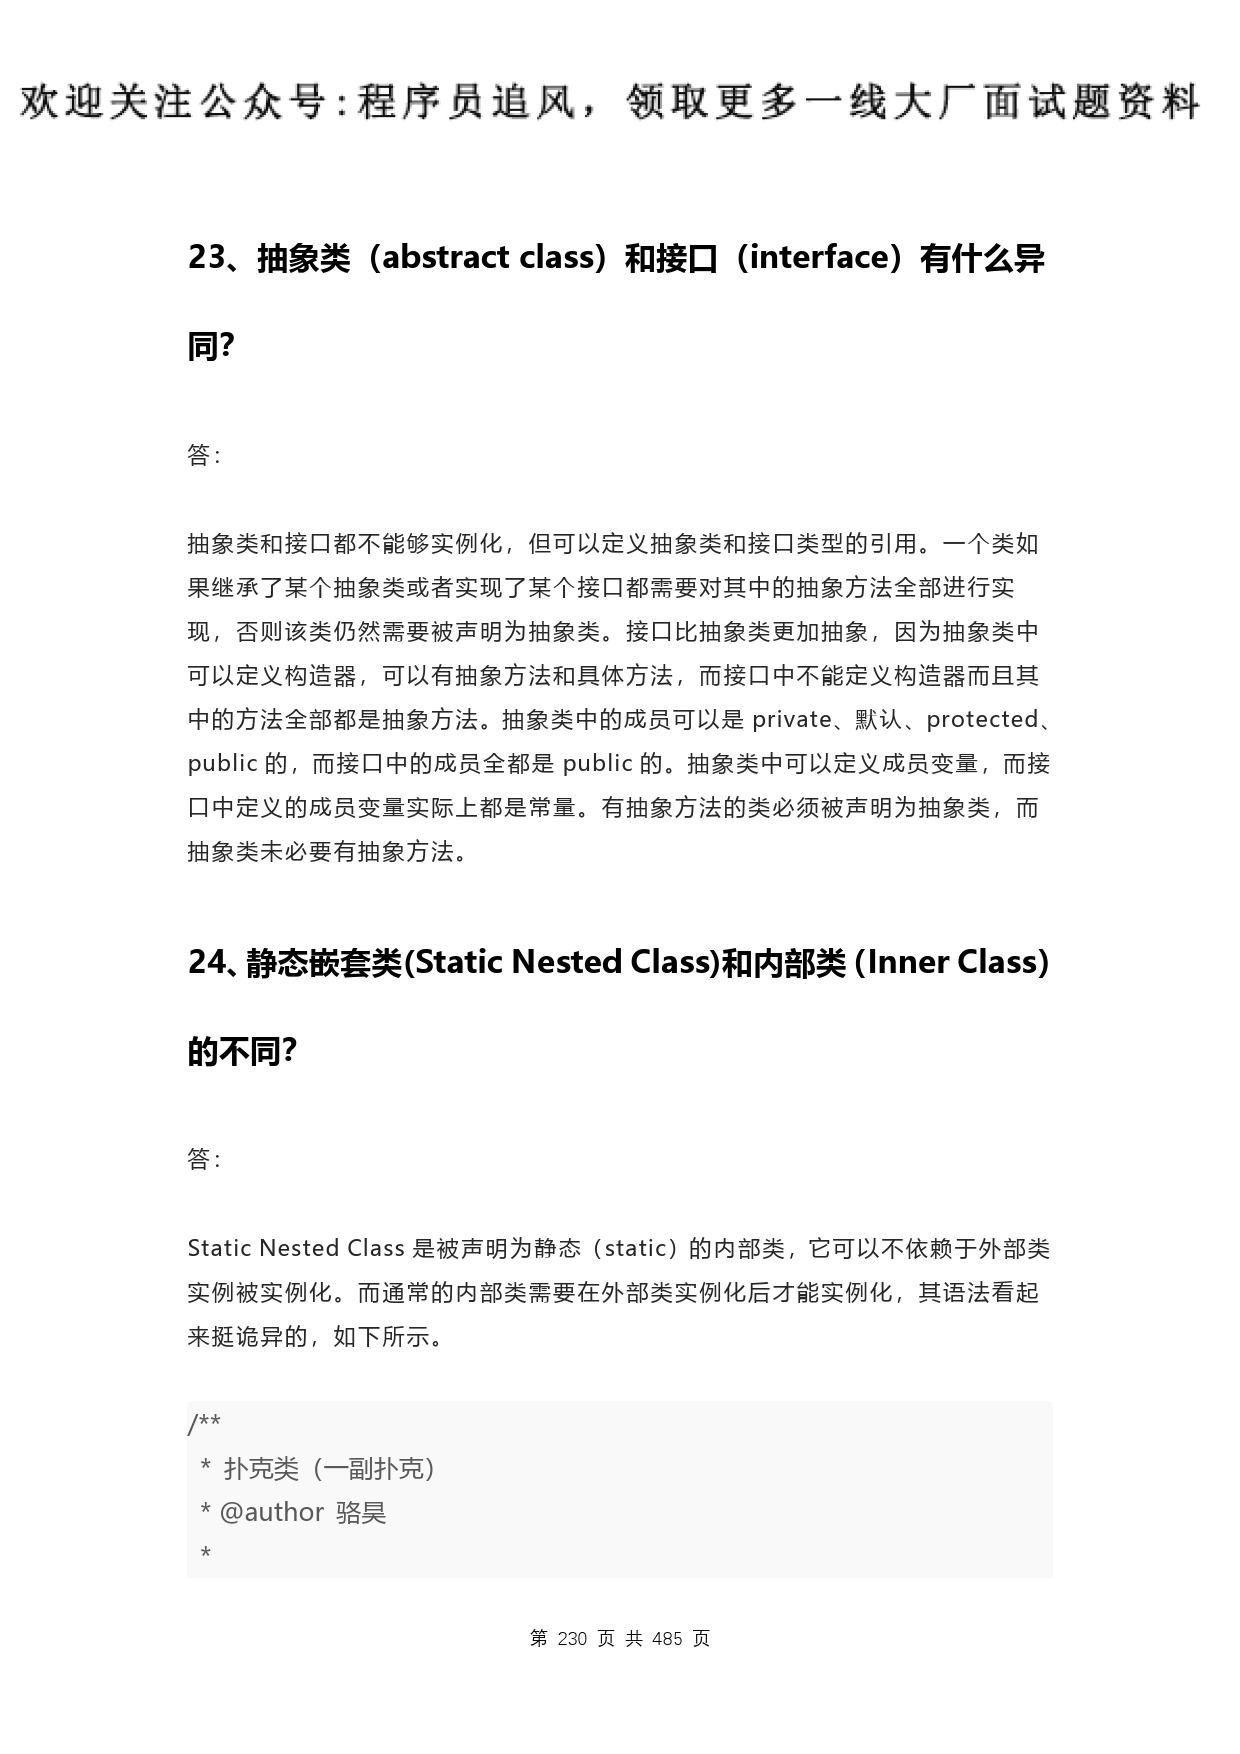 欢迎关注公众号:程序员追风，领取更多一线大厂面试题资料
23、抽象类（abstract class）和接口（interface）有什么异
同?
答：
抽象类和接口都不能够实例化，但可以定义抽象类和接口类型的引用。一个类如
果继承了某个抽象类或者实现了某个接口都需要对其中的抽象方法全部进行实
现，否则该类仍然需要被声明为抽象类。接口比抽象类更加抽象，因为抽象类中
可以定义构造器，可以有抽象方法和具体方法，而接口中不能定义构造器而且其
中的方法全部都是抽象方法。抽象类中的成员可以是 private、默认、protected、
public 的，而接口中的成员全都是 public 的。抽象类中可以定义成员变量，而接
口中定义的成员变量实际上都是常量。有抽象方法的类必须被声明为抽象类，而
抽象类未必要有抽象方法。
24、静态嵌套类(Static Nested Class)和内部类（Inner Class）
的不同?
答：
Static Nested Class 是被声明为静态（static）的内部类，它可以不依赖于外部类
实例被实例化。而通常的内部类需要在外部类实例化后才能实例化，其语法看起
来挺诡异的，如下所示。
/**
* 扑克类（一副扑克）
* @author 骆昊
*
第 230 页 共 485 页